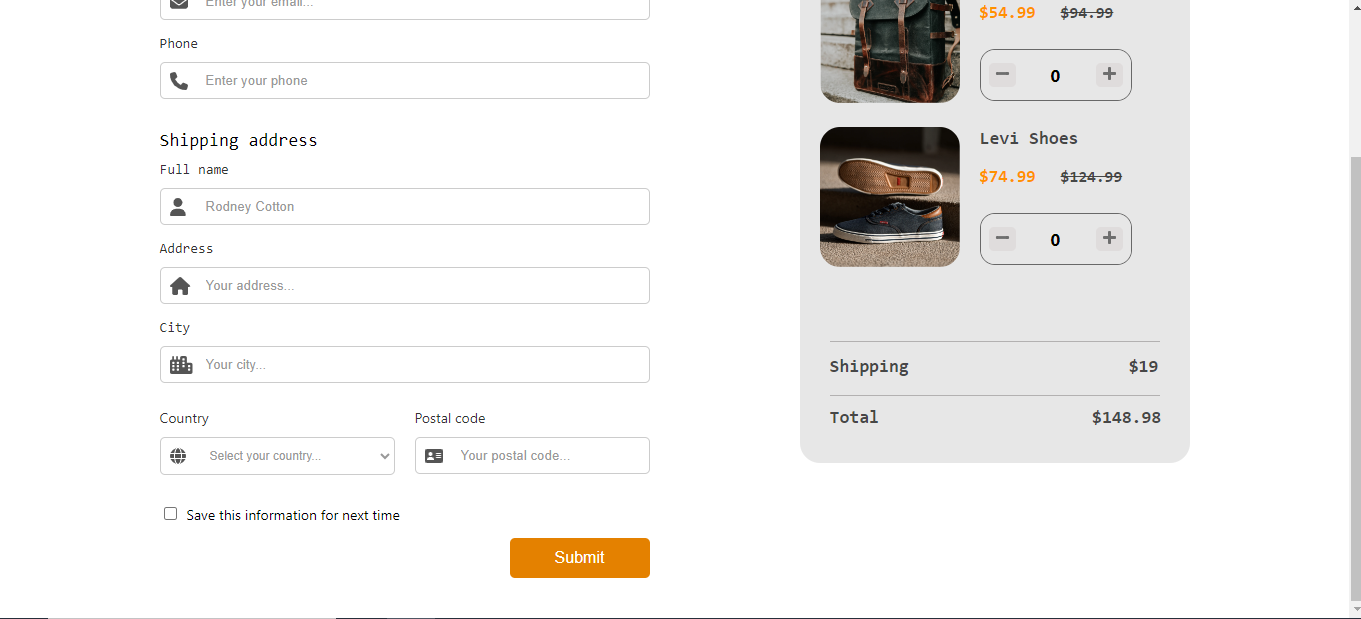 Enter your email...
Phone
Enter your phone
Shipping address
Full name
Rodney Cotton
Address
Your address...
City
Your city...
Country
Postal code
Select your country...
Your postal code...
Save this information for next time
Submit
$54.99 $94.99
0
Levi Shoes
$74.99 $124.99
0
Shipping $19
Total $148.98